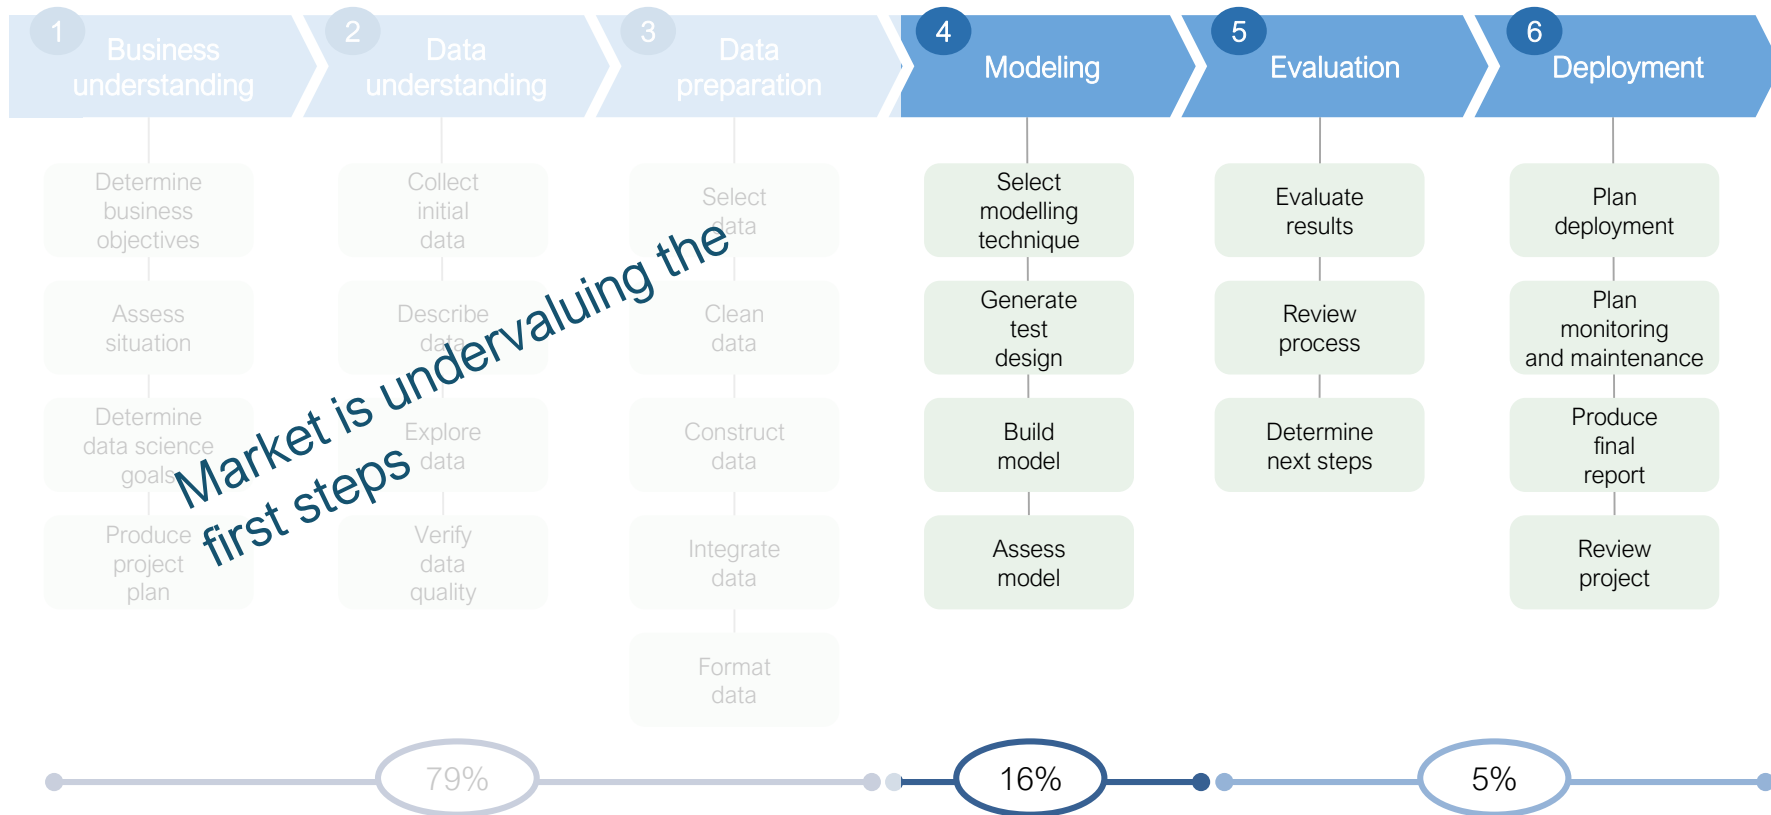 1
Business
understanding
2
Data
understanding
3
Data
preparation
4
Modeling
5
Evaluation
6
Deployment
Determine
business
objectives
Assess
situation
Determine
data science
goals
Produce
project
plan
Collect
initial
data
Describe
data
Explore
data
Verify
data
quality
Select
data
Clean
data
Construct
data
Integrate
data
Format
data
Market is undervaluing the
first steps
Select
modelling
technique
Generate
test
design
Build
model
Assess
model
Evaluate
results
Review
process
Determine
next steps
Plan
deployment
Plan
monitoring
and maintenance
Produce
final
report
Review
project
79%
16%
5%